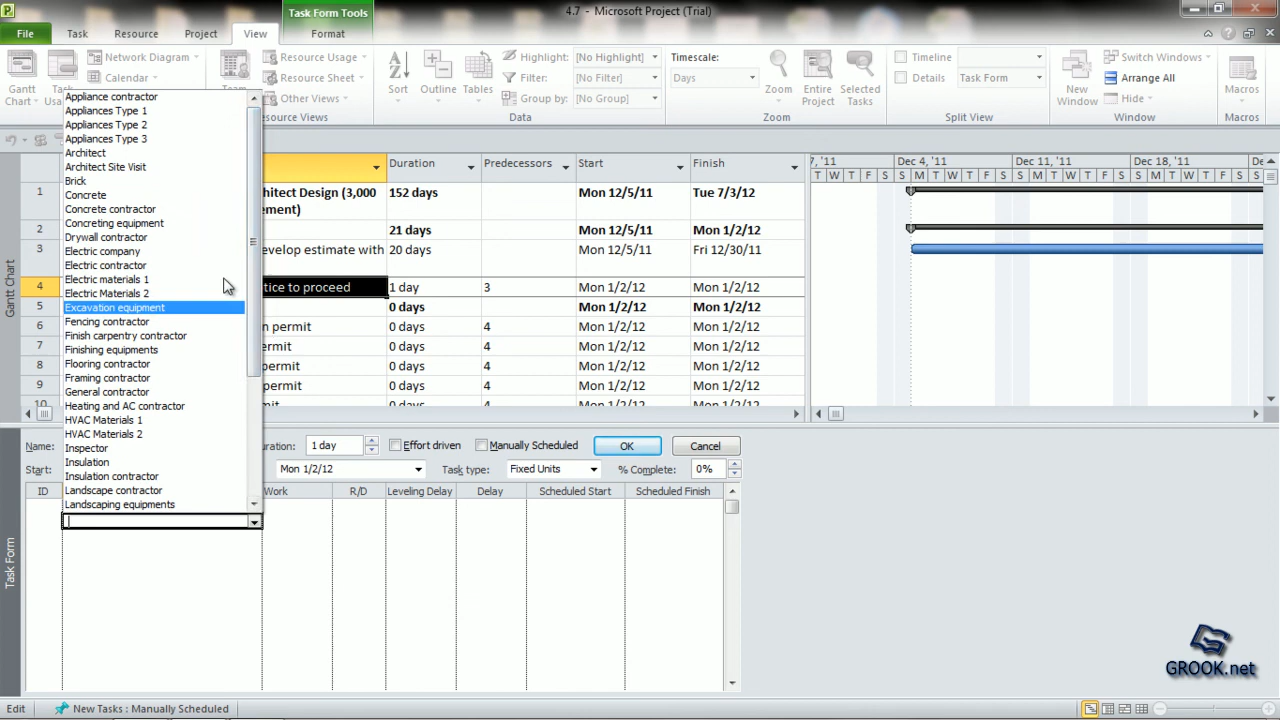 Task Form Tools
4.7 - Microsoft Project (Trial)
File
Task
Resource
Project
View
Format
Network Diagram
Calendar
Resource Usage
Resource Sheet
Other Views
Sort
Outline
Tables
Highlight:
[No Highlight]
Filter:
[No Filter]
Group by:
[No Group]
Timescale:
Days
Zoom
Entire Project
Selected Tasks
Timeline
Details
Task Form
New Window
Switch Windows
Arrange All
Hide
Macros
Gantt Chart
Data
Zoom
Split View
Window
Macros
Appliance contractor
Appliances Type 1
Appliances Type 2
Appliances Type 3
Architect
Architect Site Visit
Brick
Concrete
Concrete contractor
Concreting equipment
Drywall contractor
Electric company
Electric contractor
Electric materials 1
Electric Materials 2
Excavation equipment
Fencing contractor
Finish carpentry contractor
Finishing equipments
Flooring contractor
Framing contractor
General contractor
Heating and AC contractor
HVAC Materials 1
HVAC Materials 2
Inspector
Insulation
Insulation contractor
Landscape contractor
Landscaping equipments
Duration Predecessors Start Finish
1 hitect Design (3,000 152 days Mon 12/5/11 Tue 7/3/12
ement)
2 21 days Mon 12/5/11 Mon 1/2/12
3 evelop estimate with 20 days Mon 12/5/11 Fri 12/30/11
4 tice to proceed 1 day 3 Mon 1/2/12 Mon 1/2/12
5 0 days Mon 1/2/12 Mon 1/2/12
6 n permit 0 days 4 Mon 1/2/12 Mon 1/2/12
7 permit 0 days 4 Mon 1/2/12 Mon 1/2/12
8 permit 0 days 4 Mon 1/2/12 Mon 1/2/12
9 permit 0 days 4 Mon 1/2/12 Mon 1/2/12
10
7, '11 Dec 4, '11 Dec 11, '11 Dec 18, '11 De
T W T F S S M T W T F S S M T W T F S S M T W T F S S
Gantt Chart
Name: uration: 1 day Effort driven Manually Scheduled OK Cancel
Start: Mon 1/2/12 Task type: Fixed Units % Complete: 0%
ID Work R/D Leveling Delay Delay Scheduled Start Scheduled Finish
Task Form
GROOK.net
Edit New Tasks : Manually Scheduled